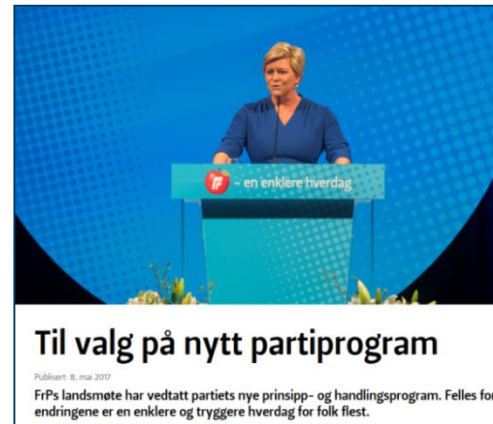 – en enklere hverdag
Til valg på nytt partiprogram
Publisert: 8. mai 2017
FrPs landsmøte har vedtatt partiets nye prinsipp- og handlingsprogram. Felles for
endringene er en enklere og tryggere hverdag for folk flest.